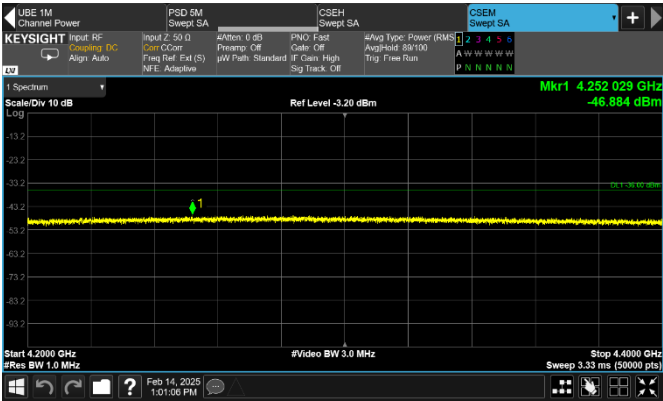 UBE 1M
Channel Power
PSD 5M
Swept SA
CSEH
Swept SA
CSEM
Swept SA
KEYSIGHT
LXI
Input: RF
Coupling: DC
Align: Auto
Input Z: 50 Ω
Corr CCorr
Freq Ref: Ext (S)
NFE: Adaptive
#Atten: 0 dB
Preamp: Off
µW Path: Standard
PNO: Fast
Gate: Off
IF Gain: High
Sig Track: Off
#Avg Type: Power (RMS)
Avg|Hold: 89/100
Trig: Free Run
1 2 3 4 5 6
A W W W W W
P N N N N N
1 Spectrum
Mkr1 4.252 029 GHz
Scale/Div 10 dB
Ref Level -3.20 dBm
-46.884 dBm
Log
-13.2
-23.2
-33.2
DL1 -36.00 dBm
1
-43.2
-53.2
-63.2
-73.2
-83.2
-93.2
Start 4.2000 GHz
#Video BW 3.0 MHz
Stop 4.4000 GHz
#Res BW 1.0 MHz
Sweep 3.33 ms (50000 pts)
?
Feb 14, 2025
1:01:06 PM